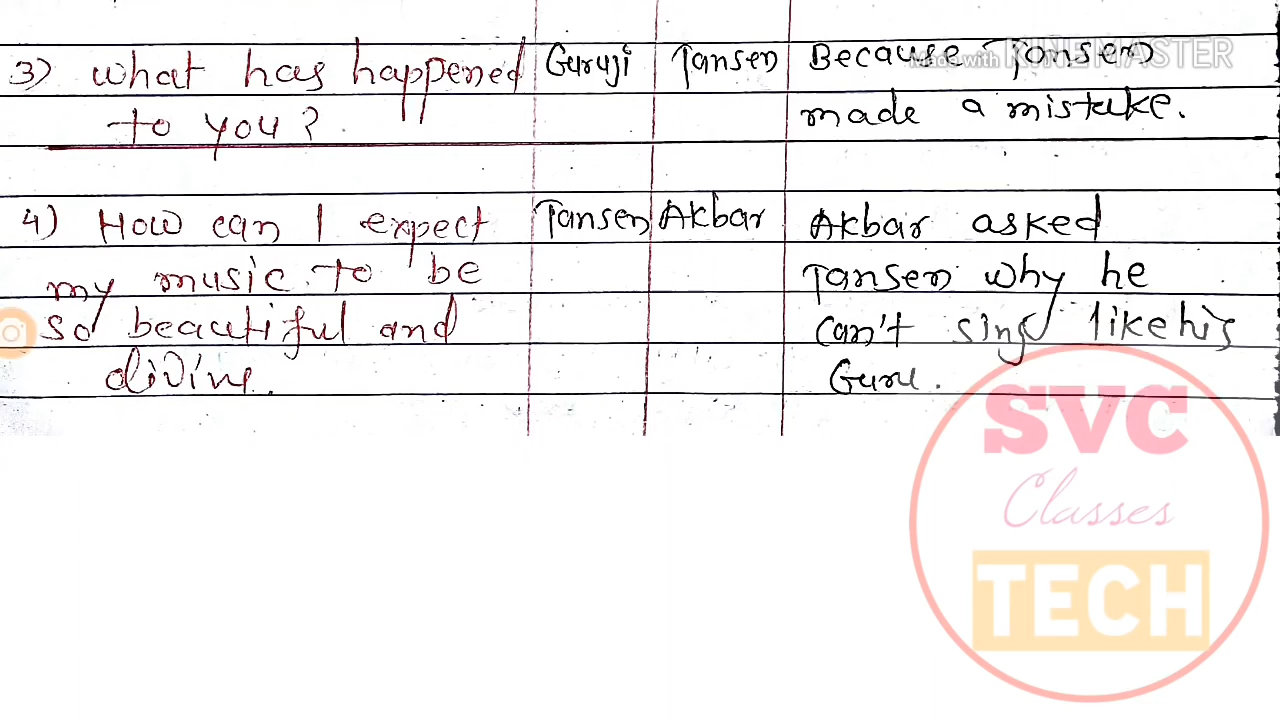 3) What has happened Guruji Tansen Because Tansen
to you? made a mistake.
Made with KINEMASTER
4) How can I expect Tansen Akbar Akbar asked
my music to be Tansen why he
so beautiful and can't sing like his
divine. Guru.
SVC
Classes
TECH